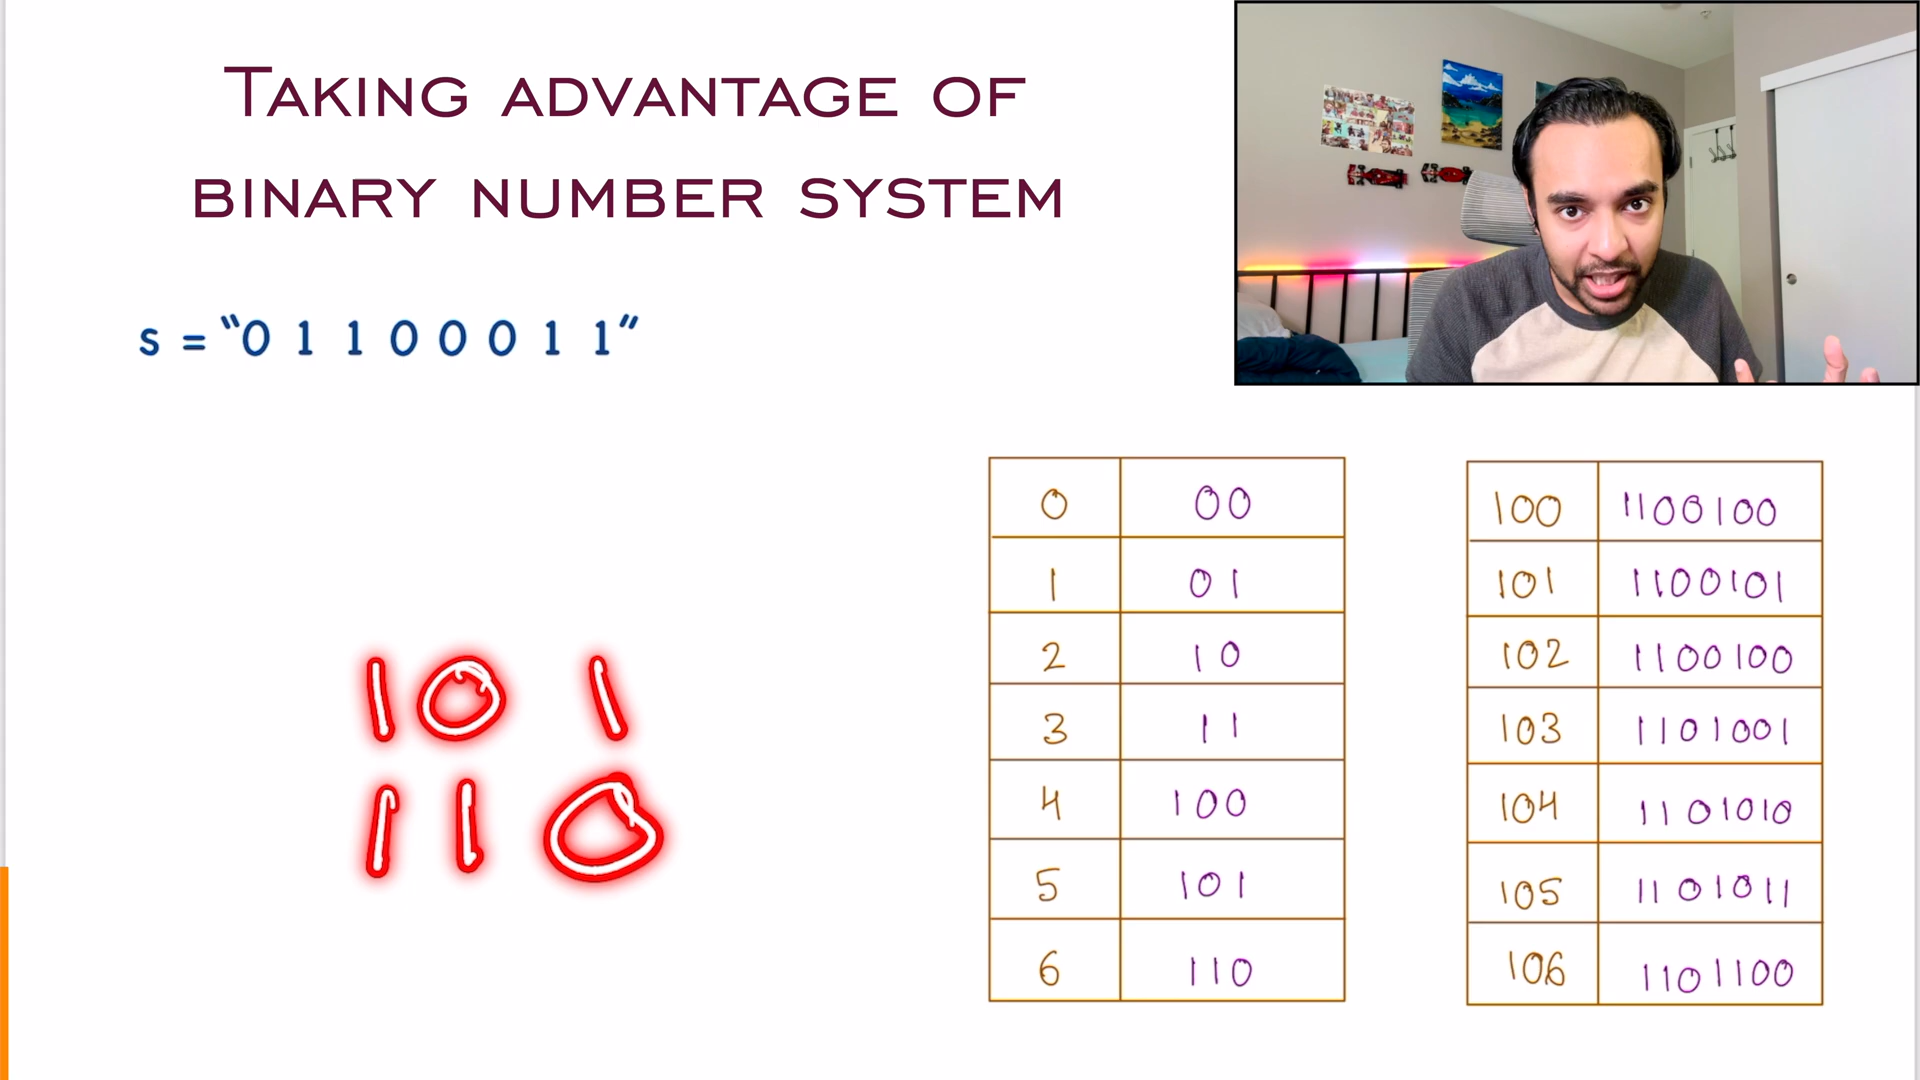 TAKING ADVANTAGE OF
BINARY NUMBER SYSTEM
s = "0 1 1 0 0 0 1 1"
1 0 1
1 1 0
0 00
1 01
2 10
3 11
4 100
5 101
6 110
100 1100100
101 1100101
102 1100100
103 1101001
104 1101010
105 1101011
106 1101100